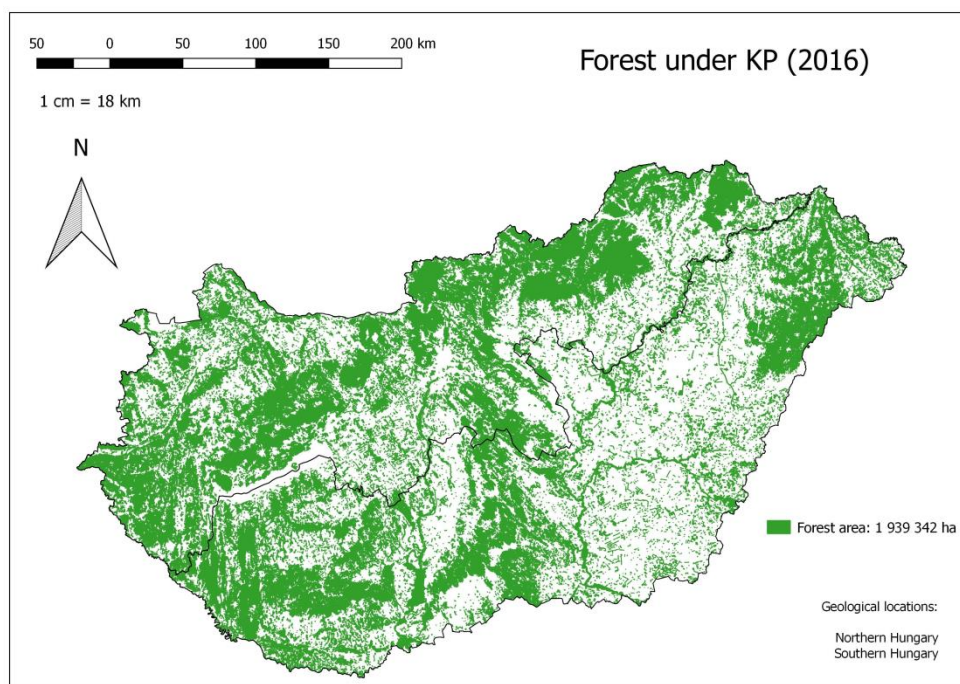 50 0 50 100 150 200 km
Forest under KP (2016)
1 cm = 18 km
N
Forest area: 1 939 342 ha
Geological locations:
Northern Hungary
Southern Hungary